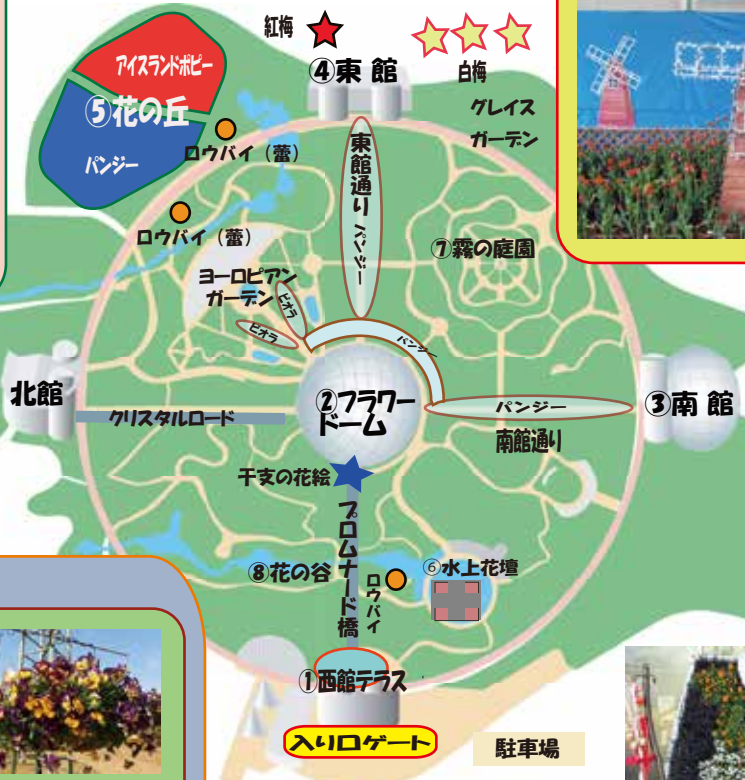 紅梅
白梅
④東 館
グレイス
ガーデン
アイスランドポピー
⑤花の丘
パンジー
ロウバイ(蕾)
ロウバイ(蕾)
東館通り
パンジー
⑦霧の庭園
ヨーロピアン
ガーデン
ビオラ
ビオラ
パンジー
北館
クリスタルロード
②フラワー
ドーム
パンジー
南館通り
③南 館
干支の花絵
プロムナード橋
⑧花の谷
ロウバイ
⑥水上花壇
①西館テラス
入り口ゲート
駐車場